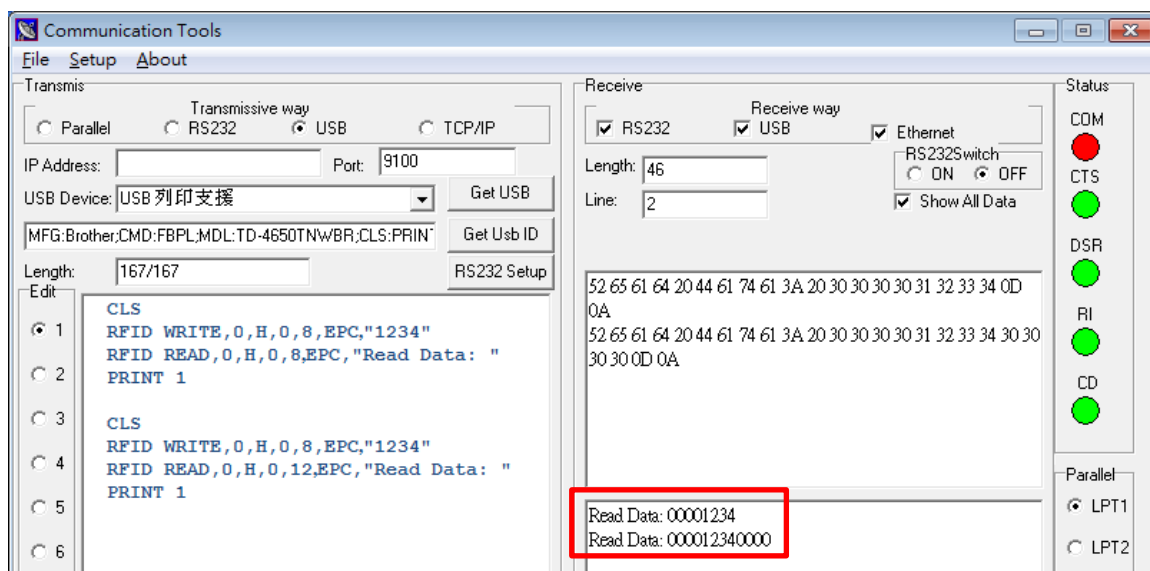 Communication Tools
File Setup About
Transmis
Transmissive way
Parallel RS232 USB TCP/IP
IP Address: Port: 9100
USB Device: USB 列印支援 Get USB
MFG:Brother;CMD:FBPL;MDL:TD-4650TNWBR;CLS:PRIN Get Usb ID
Length: 167/167 RS232 Setup
Edit
1
2
3
4
5
6
CLS
RFID WRITE,0,H,0,8,EPC,"1234"
RFID READ,0,H,0,8,EPC,"Read Data: "
PRINT 1
CLS
RFID WRITE,0,H,0,8,EPC,"1234"
RFID READ,0,H,0,12,EPC,"Read Data: "
PRINT 1
Receive
Receive way
RS232 USB Ethernet
Length: 46
RS232Switch
ON OFF
Line: 2
Show All Data
52 65 61 64 20 44 61 74 61 3A 20 30 30 30 30 31 32 33 34 0D
0A
52 65 61 64 20 44 61 74 61 3A 20 30 30 30 30 31 32 33 34 30 30
30 30 0D 0A
Read Data: 00001234
Read Data: 000012340000
Status
COM
CTS
DSR
RI
CD
Parallel
LPT1
LPT2